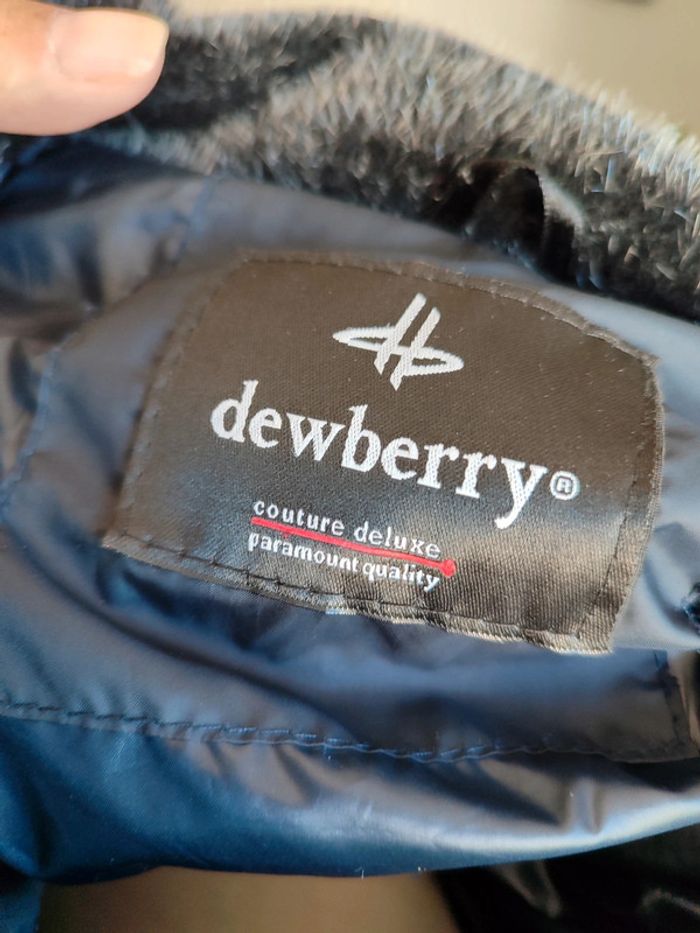 dewberry®
couture deluxe
paramount quality